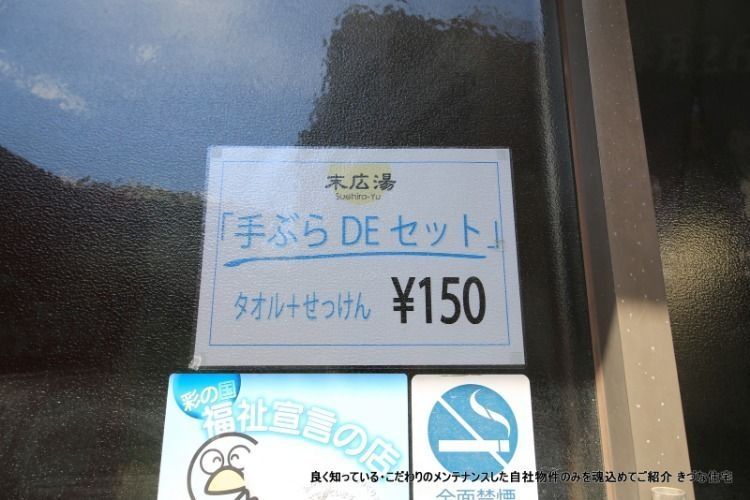 末広湯
Suehiro-Yu
「手ぶらDEセット」
タオル+せっけん ¥150
彩の国
福祉宣言の店
全面禁煙
良く知っている・こだわりのメンテナンスした自社物件のみを魂込めてご紹介 きづな住宅